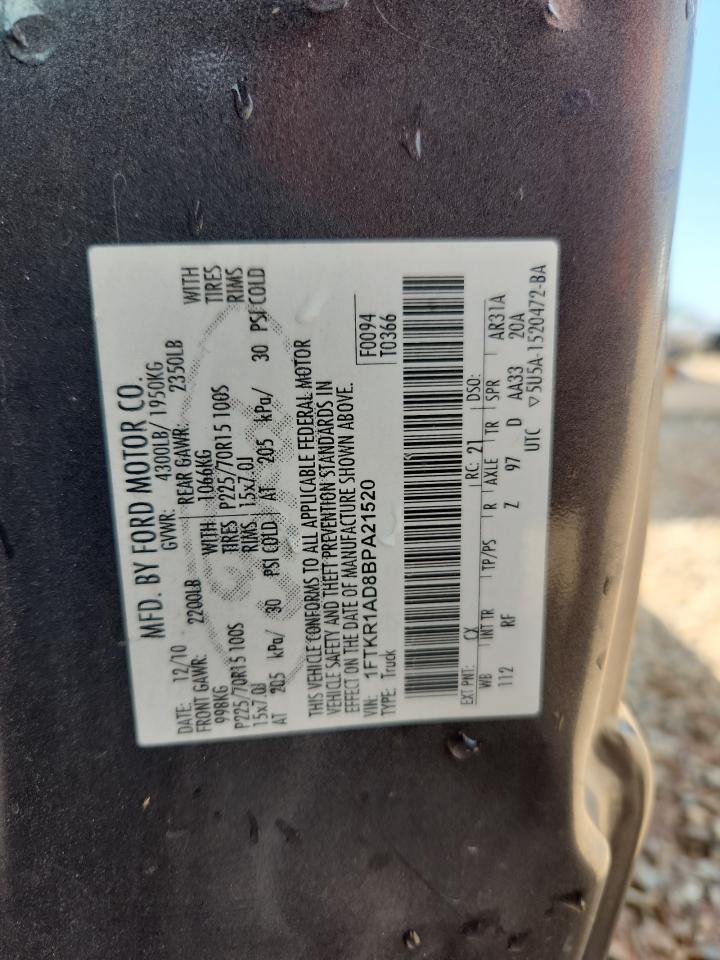 MFD. BY FORD MOTOR CO.
DATE: 12/10 GVWR: 4300LB/ 1950KG
FRONT GAWR: 2200LB REAR GAWR: 2350LB
998KG WITH 1066KG WITH
P225/70R15 100S TIRES P225/70R15 100S TIRES
15x7.0J RIMS 15x7.0J RIMS
AT 205 kPa/ 30 PSI COLD AT 205 kPa/ 30 PSI COLD
THIS VEHICLE CONFORMS TO ALL APPLICABLE FEDERAL MOTOR
VEHICLE SAFETY AND THEFT PREVENTION STANDARDS IN
EFFECT ON THE DATE OF MANUFACTURE SHOWN ABOVE.
VIN: 1FTKR1AD8BPA21520 F0094
TYPE: Truck T0366
EXT PNT: CX RC: 21 DSO:
WB INT TR TP/PS R AXLE TR SPR AR31A
112 RF Z 97 D AA33 20A
UTC ▽5U5A-1520472-BA